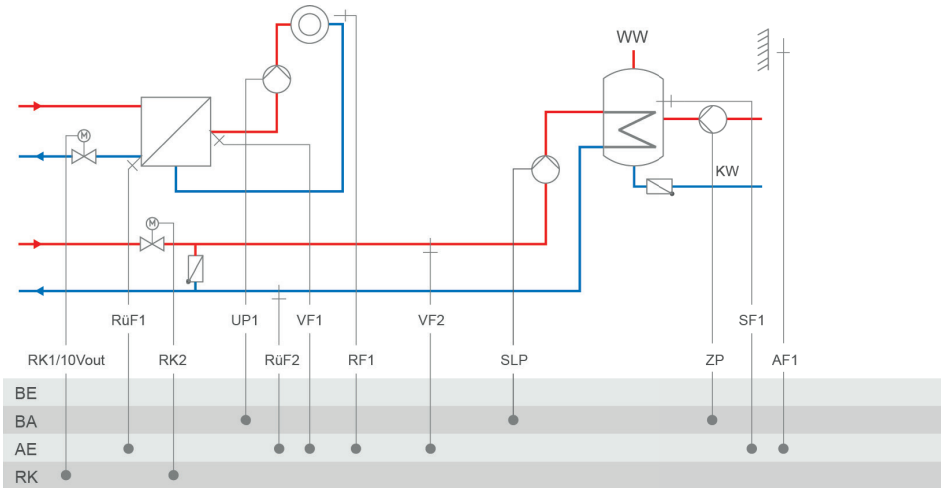 WW
M
KW
M
RüF1 UP1 VF1 VF2 SF1
RK1/10Vout RK2 RüF2 RF1 SLP ZP AF1
BE
BA
AE
RK